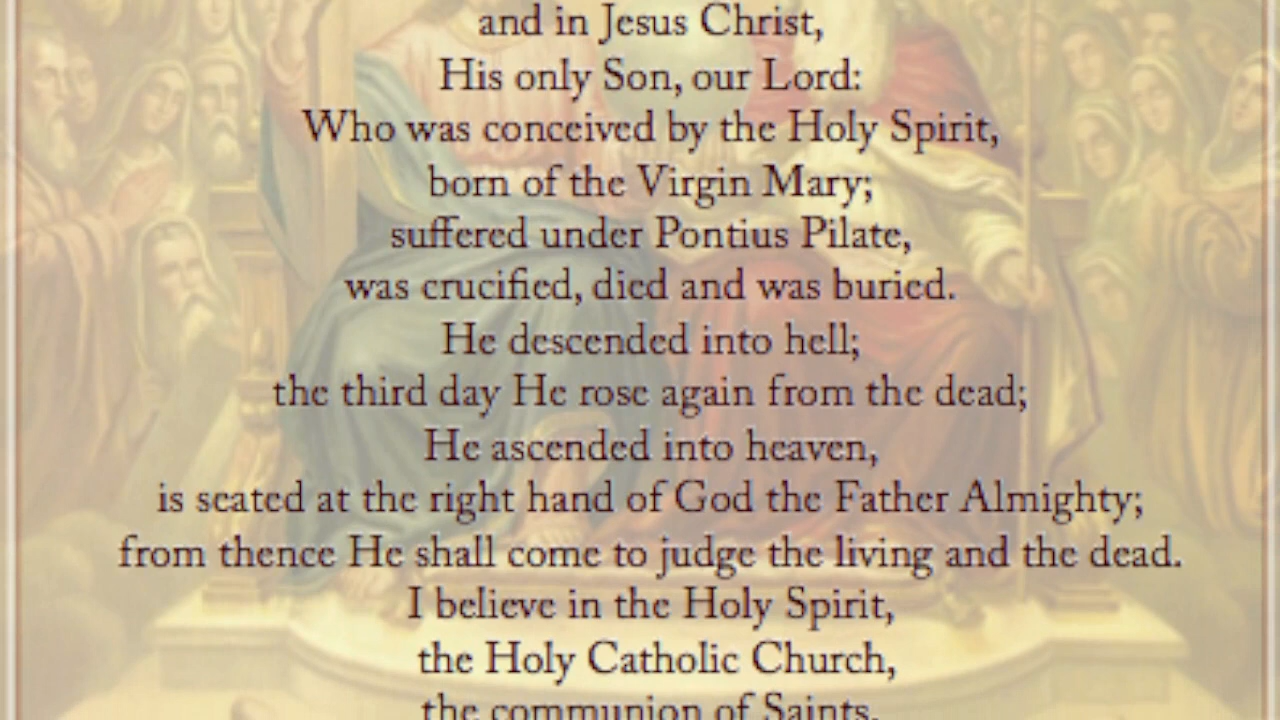 and in Jesus Christ,
His only Son, our Lord:
Who was conceived by the Holy Spirit,
born of the Virgin Mary;
suffered under Pontius Pilate,
was crucified, died and was buried.
He descended into hell;
the third day He rose again from the dead;
He ascended into heaven,
is seated at the right hand of God the Father Almighty;
from thence He shall come to judge the living and the dead.
I believe in the Holy Spirit,
the Holy Catholic Church,
the communion of Saints,